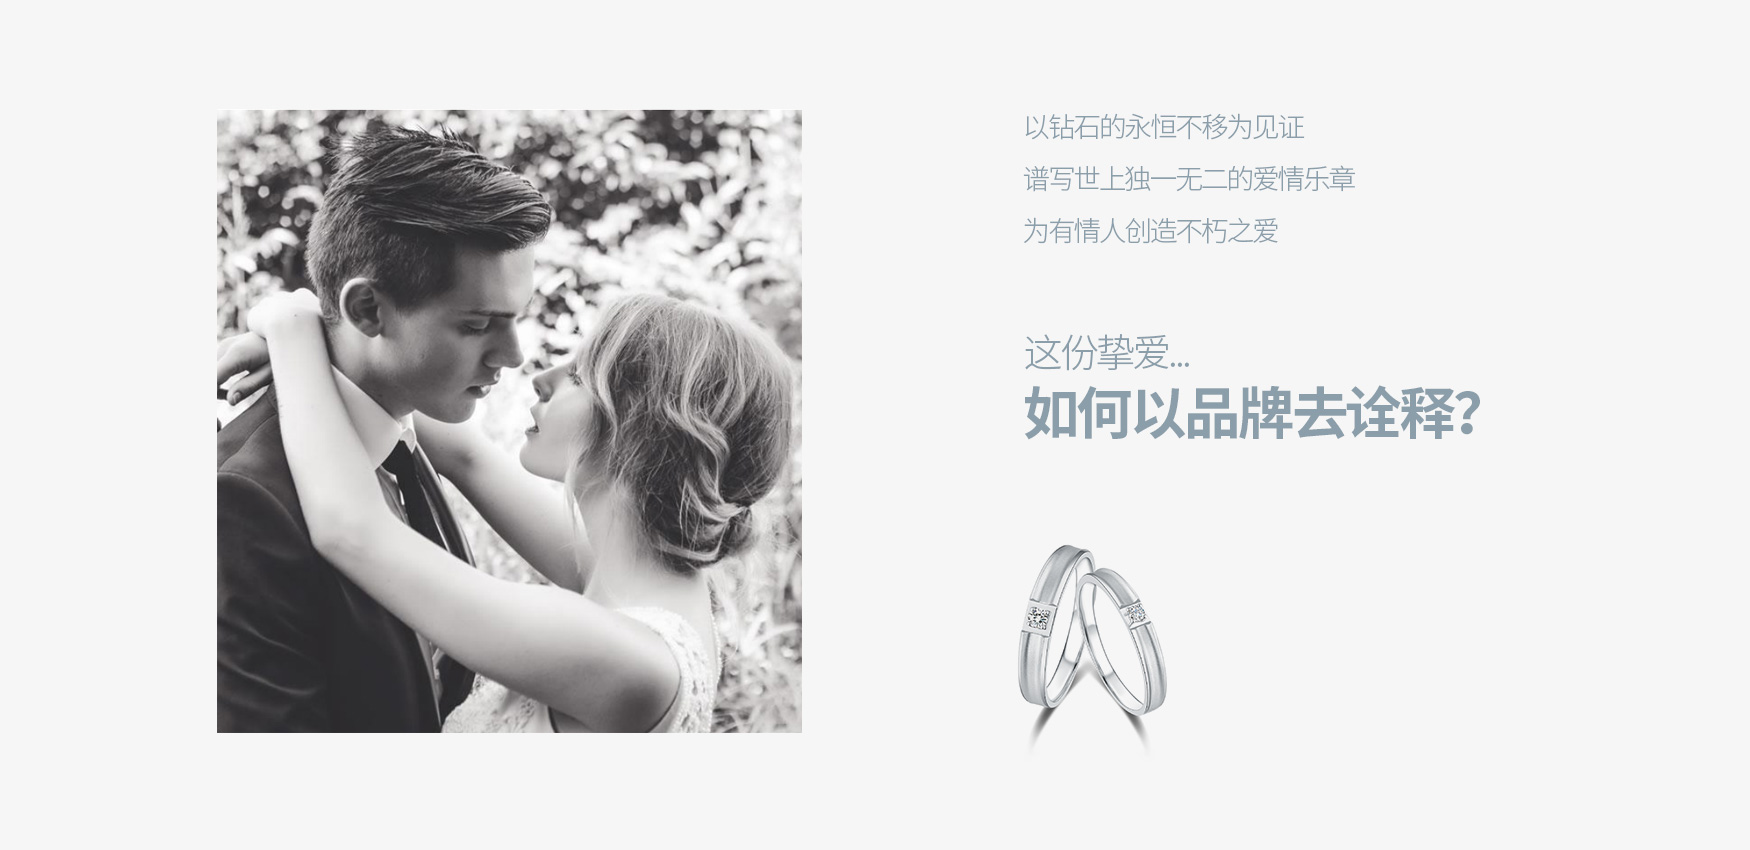 以钻石的永恒不移为见证
谱写世上独一无二的爱情乐章
为有情人创造不朽之爱
这份挚爱...
如何以品牌去诠释?